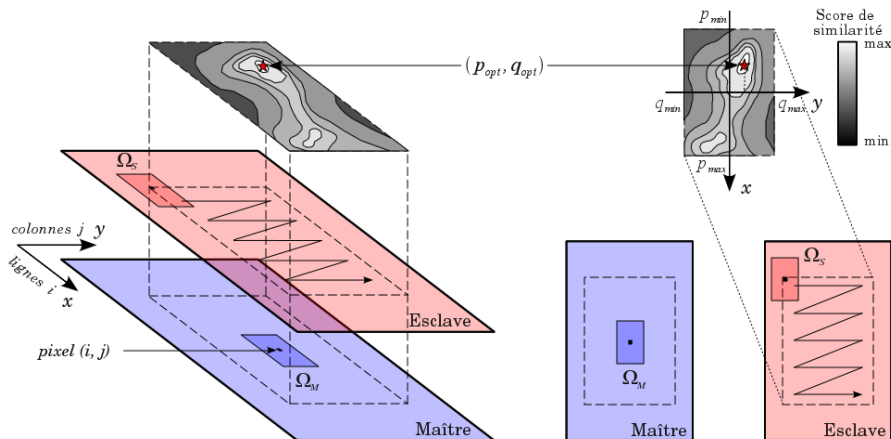 Score de
similarité
max
min
p_min
(p_opt, q_opt)
q_min
q_max y
p_max
x
Ω_S
colonnes j y
lignes i
x
Esclave
pixel (i, j)
Ω_M
Maître
Ω_S
Ω_M
Maître
Esclave